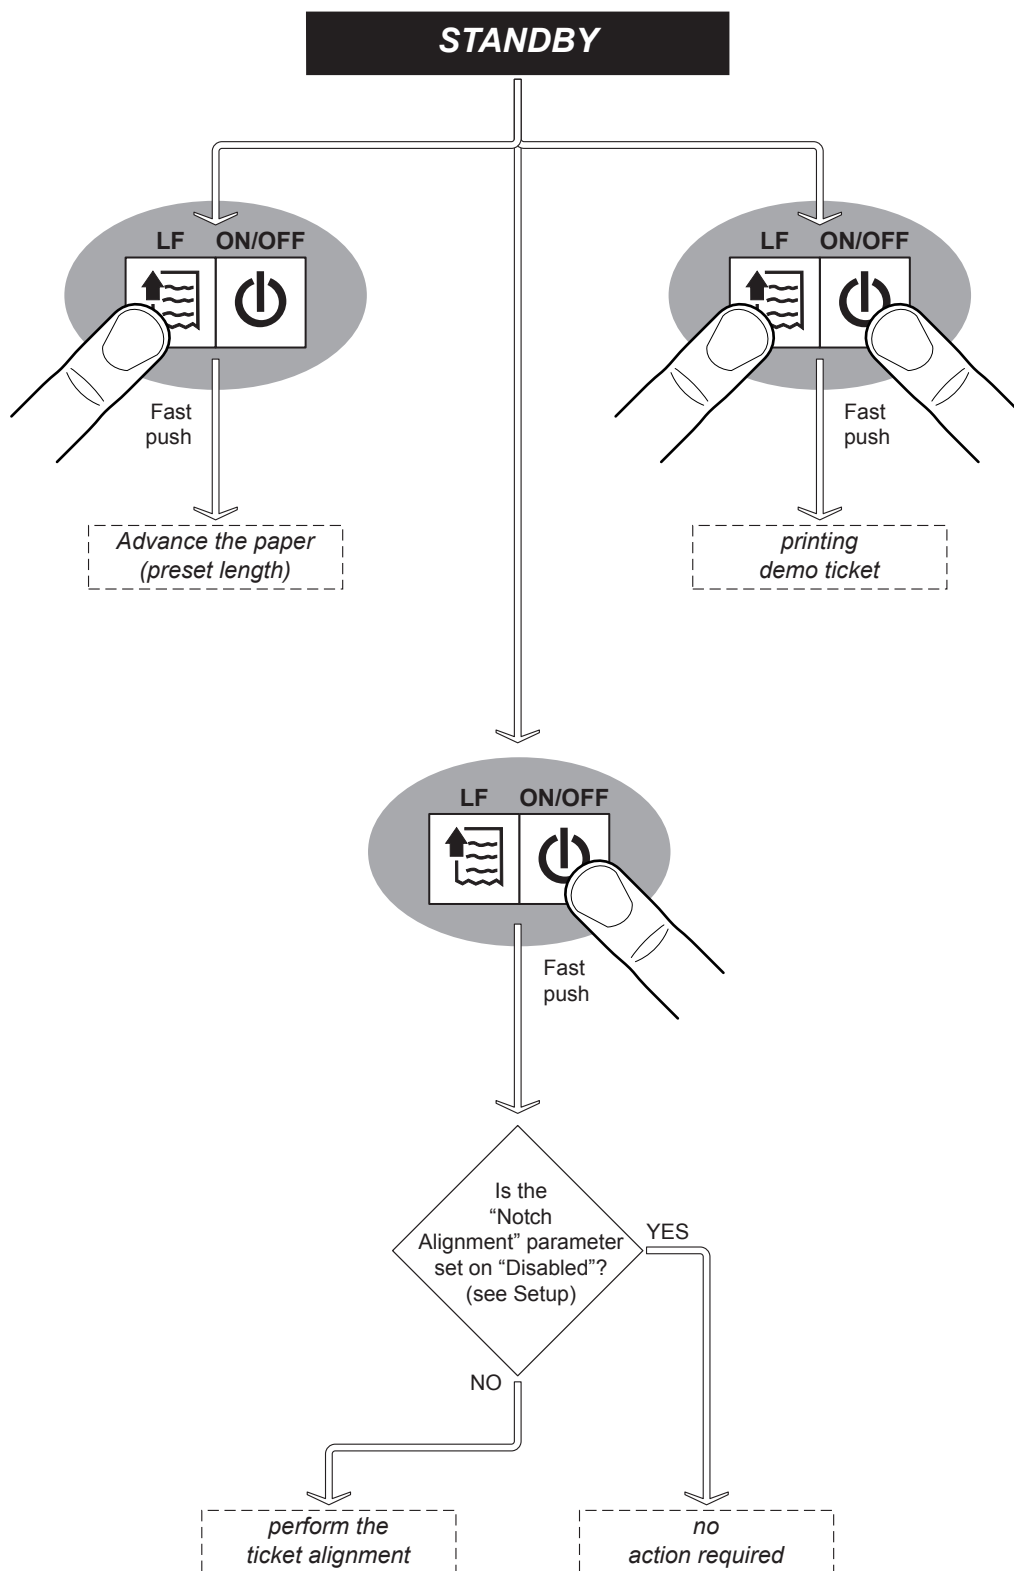 STANDBY
LF ON/OFF
Fast
push
Advance the paper
(preset length)
LF ON/OFF
Fast
push
printing
demo ticket
LF ON/OFF
Fast
push
Is the
“Notch
Alignment” parameter
set on “Disabled”?
(see Setup)
YES
NO
perform the
ticket alignment
no
action required